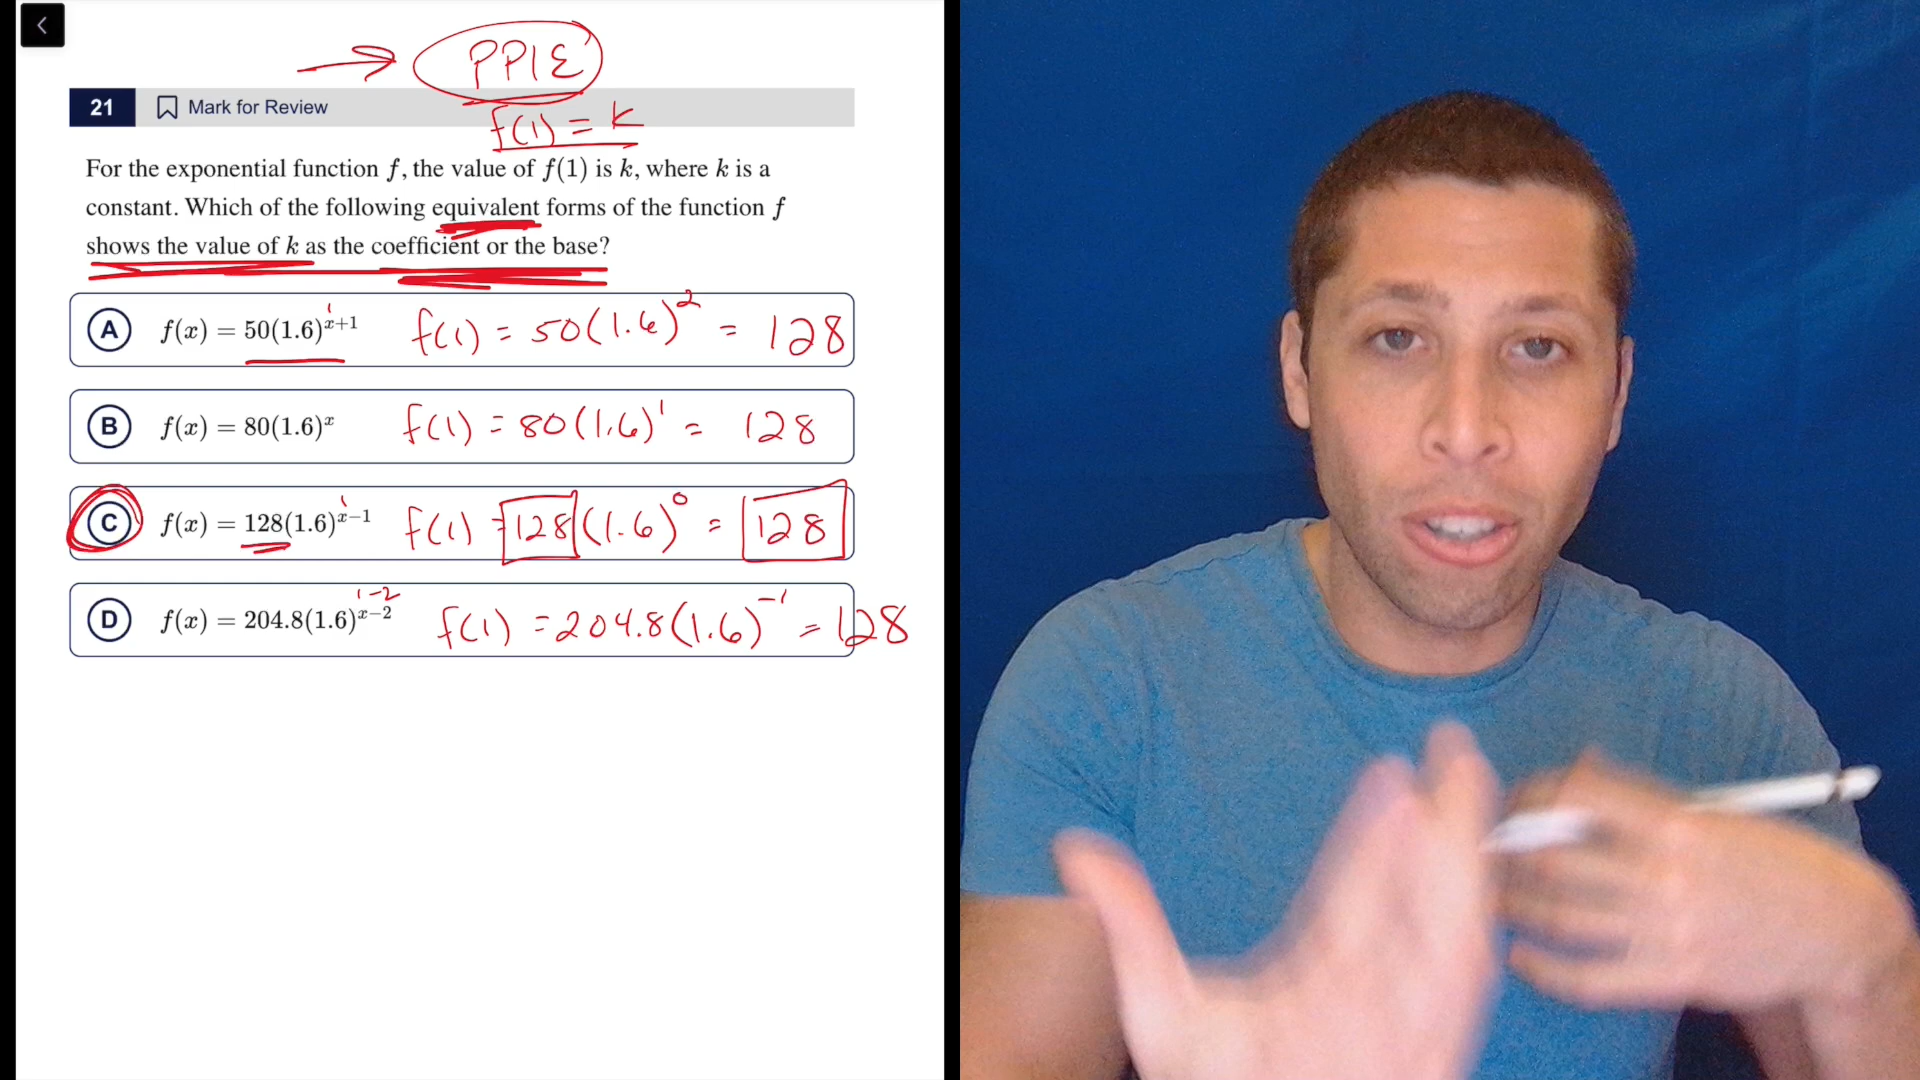 → PPIE
21 Mark for Review
f(1) = k
For the exponential function f, the value of f(1) is k, where k is a
constant. Which of the following equivalent forms of the function f
shows the value of k as the coefficient or the base?
A f(x) = 50(1.6)^{x+1} 1 f(1) = 50(1.6)^2 = 128
B f(x) = 80(1.6)^x f(1) = 80(1.6)^1 = 128
C f(x) = 128(1.6)^{x−1} 1 f(1) = 128(1.6)^0 = 128
D f(x) = 204.8(1.6)^{x−2} 1-2 f(1) = 204.8(1.6)^{-1} = 128